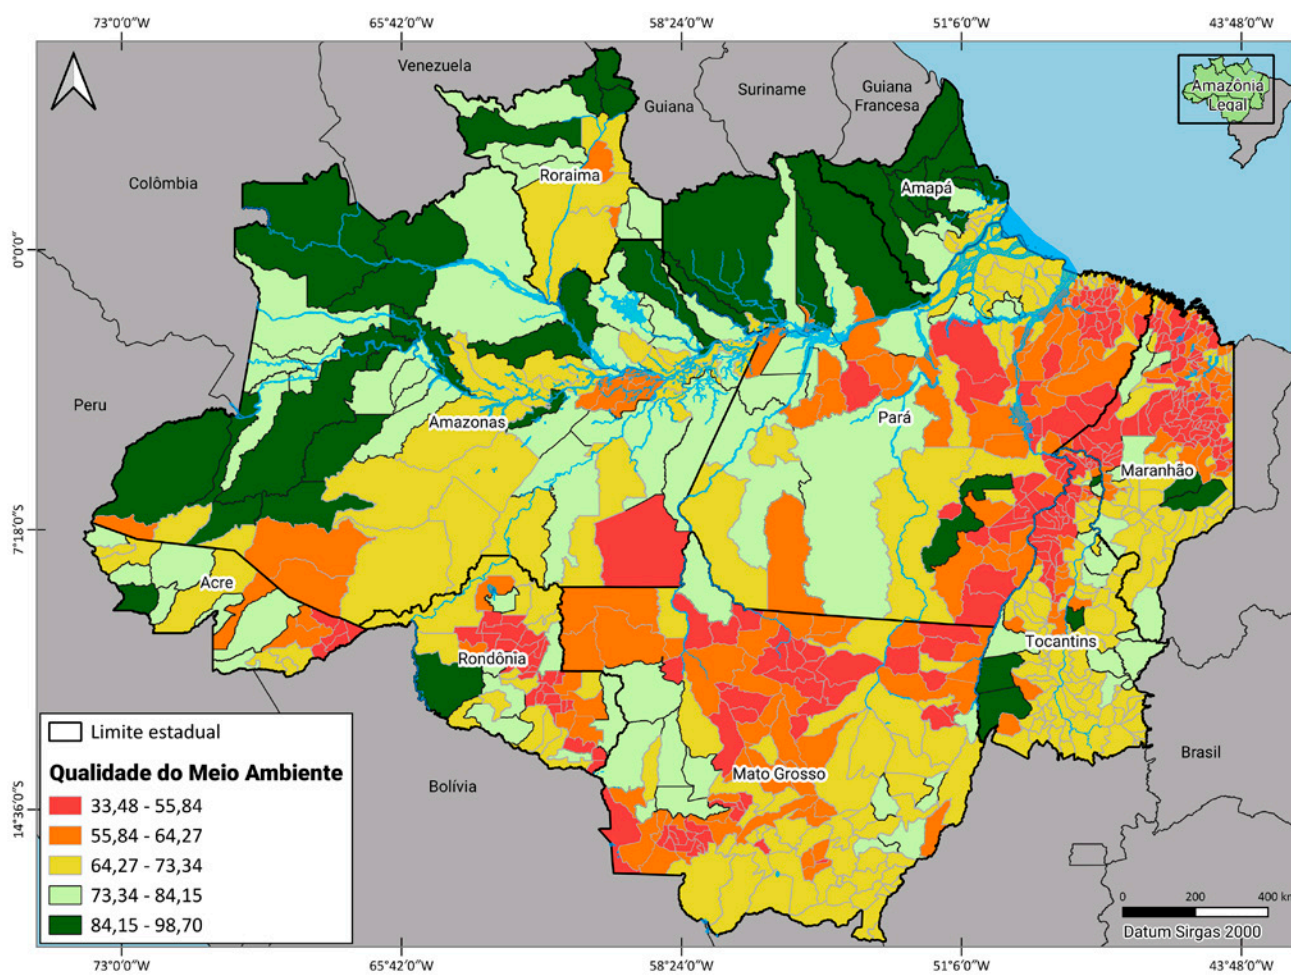 73°0'0"W 65°42'0"W 58°24'0"W 51°6'0"W 43°48'0"W
Venezuela
Guiana
Suriname
Guiana
Francesa
Amazônia
Legal
Colômbia
Roraima
Amapá
0°0'0"
Peru
Amazonas
Pará
Maranhão
7°18'0"S
Acre
Rondônia
Tocantins
Limite estadual
Qualidade do Meio Ambiente
33,48 - 55,84
55,84 - 64,27
64,27 - 73,34
73,34 - 84,15
84,15 - 98,70
Bolívia
Mato Grosso
Brasil
14°36'0"S
0 200 400 km
Datum Sirgas 2000
73°0'0"W 65°42'0"W 58°24'0"W 51°6'0"W 43°48'0"W